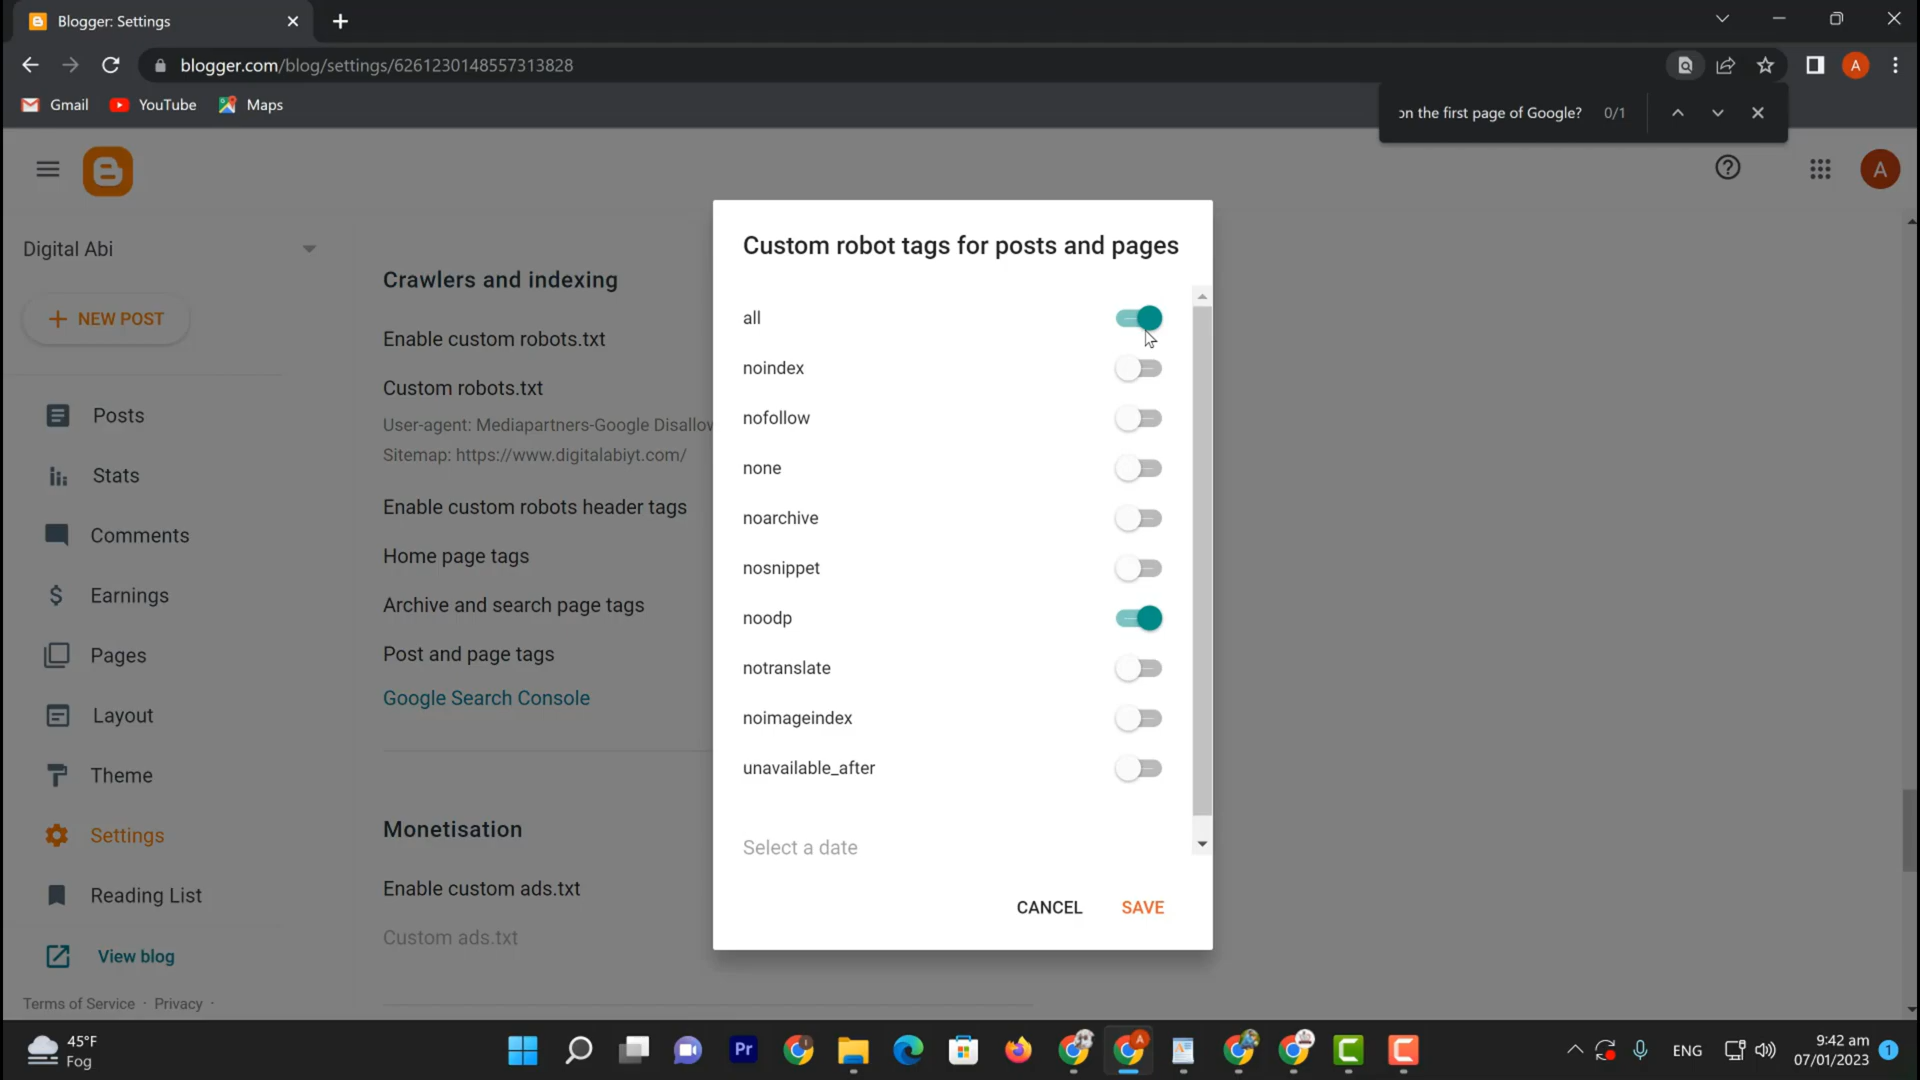 Blogger: Settings
blogger.com/blog/settings/6261230148557313828
A
Gmail
YouTube
Maps
on the first page of Google?
0/1
A
Digital Abi
NEW POST
Posts
Stats
Comments
Earnings
Pages
Layout
Theme
Settings
Reading List
View blog
Terms of Service · Privacy ·
Crawlers and indexing
Enable custom robots.txt
Custom robots.txt
User-agent: Mediapartners-Google Disallow
Sitemap: https://www.digitalabiyt.com/
Enable custom robots header tags
Home page tags
Archive and search page tags
Post and page tags
Google Search Console
Monetisation
Enable custom ads.txt
Custom ads.txt
Custom robot tags for posts and pages
all
noindex
nofollow
none
noarchive
nosnippet
noodp
notranslate
noimageindex
unavailable_after
Select a date
CANCEL
SAVE
45°F
Fog
Pr
A
ENG
9:42 am
07/01/2023
1